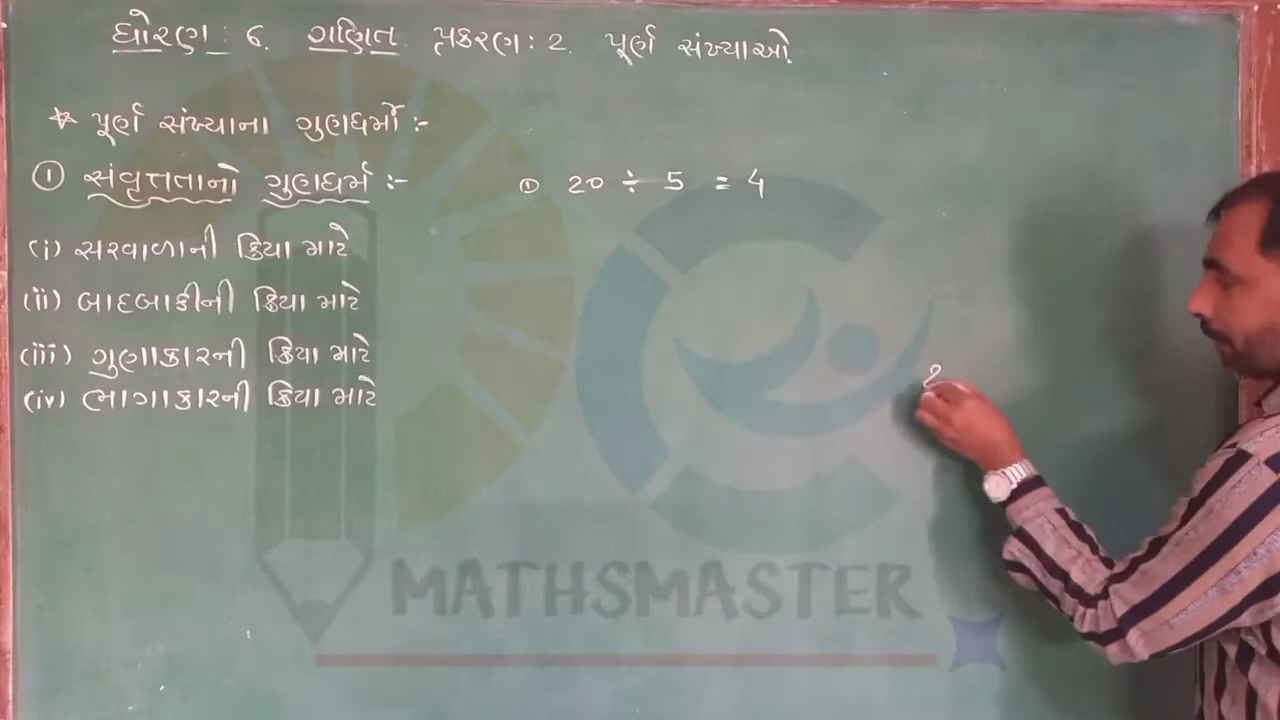 ધોરણ : 6. ગણિત પ્રકરણ : 2. પૂર્ણ સંખ્યાઓ.
* પૂર્ણ સંખ્યાના ગુણધર્મો :-
① સંવૃત્તતાનો ગુણધર્મ :-
(i) સરવાળાની ક્રિયા માટે
(ii) બાદબાકીની ક્રિયા માટે
(iii) ગુણાકારની ક્રિયા માટે
(iv) ભાગાકારની ક્રિયા માટે
① 20 ÷ 5 = 4
MATHSMASTER